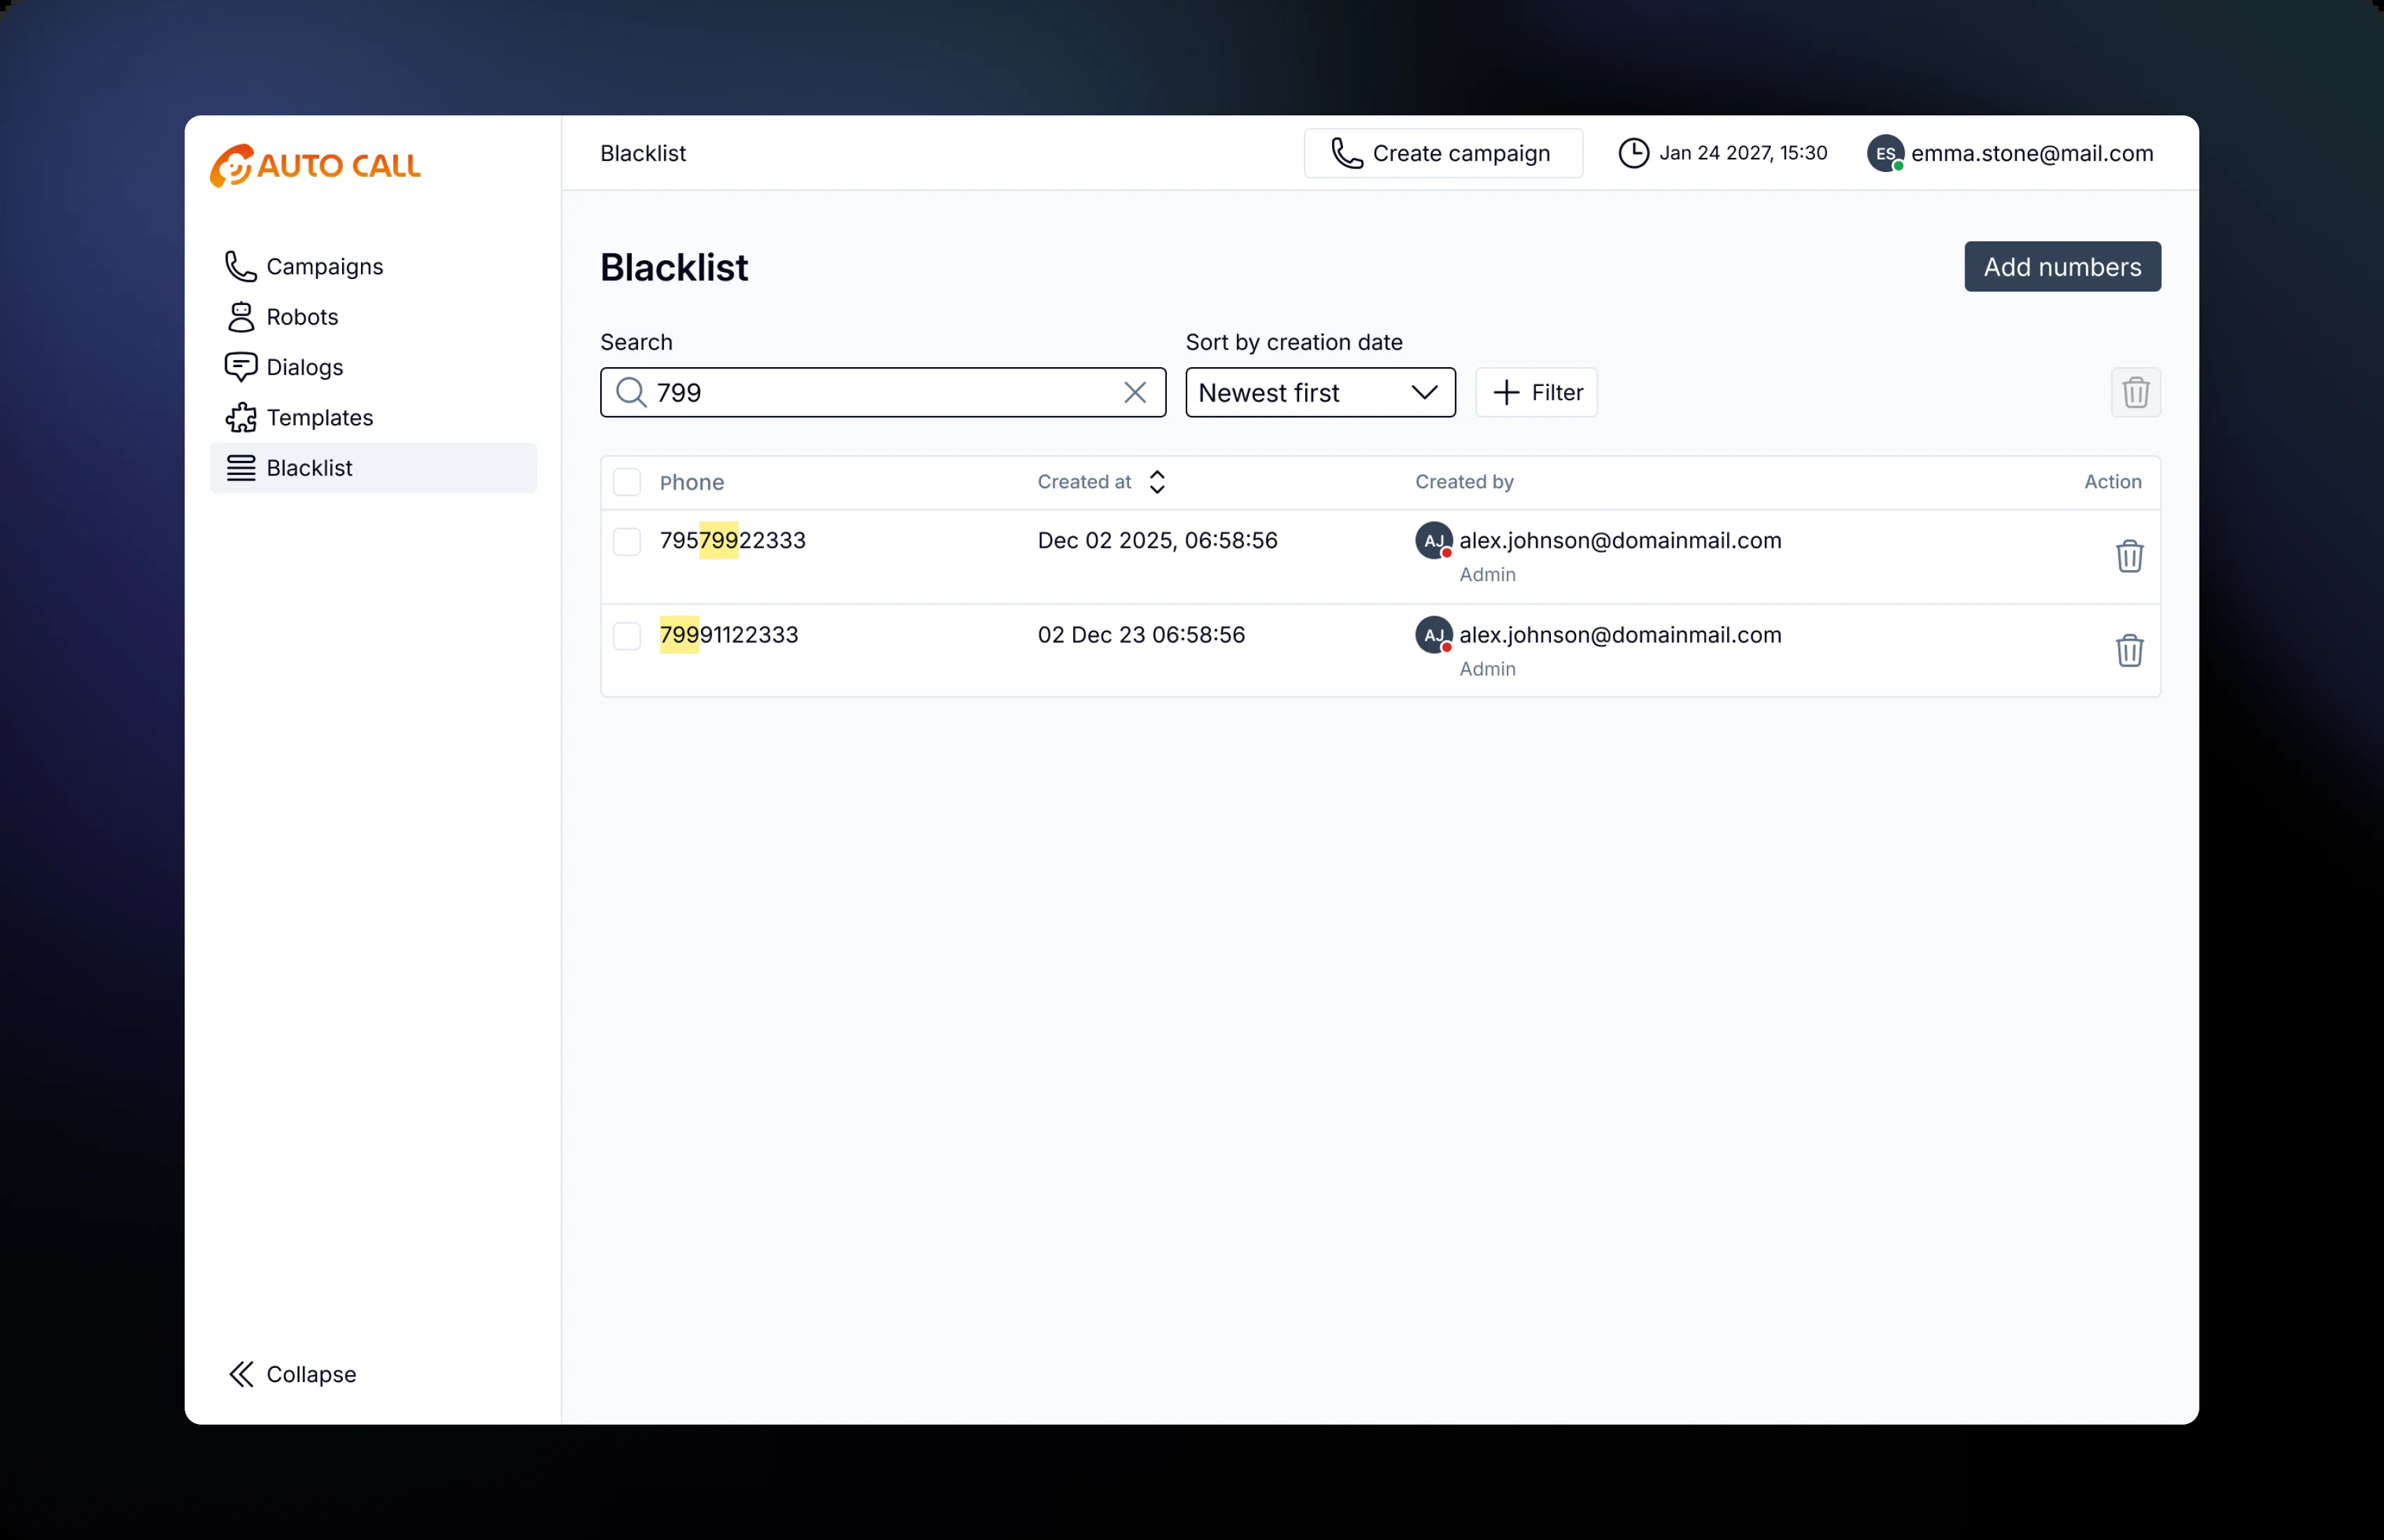 AUTO CALL
Blacklist
Create campaign
Jan 24 2027, 15:30
ES
emma.stone@mail.com
Campaigns
Robots
Dialogs
Templates
Blacklist
Collapse
Blacklist
Add numbers
Search
799
Sort by creation date
Newest first
Filter
Phone
Created at
Created by
Action
79579922333
Dec 02 2025, 06:58:56
AJ
alex.johnson@domainmail.com
Admin
79991122333
02 Dec 23 06:58:56
AJ
alex.johnson@domainmail.com
Admin